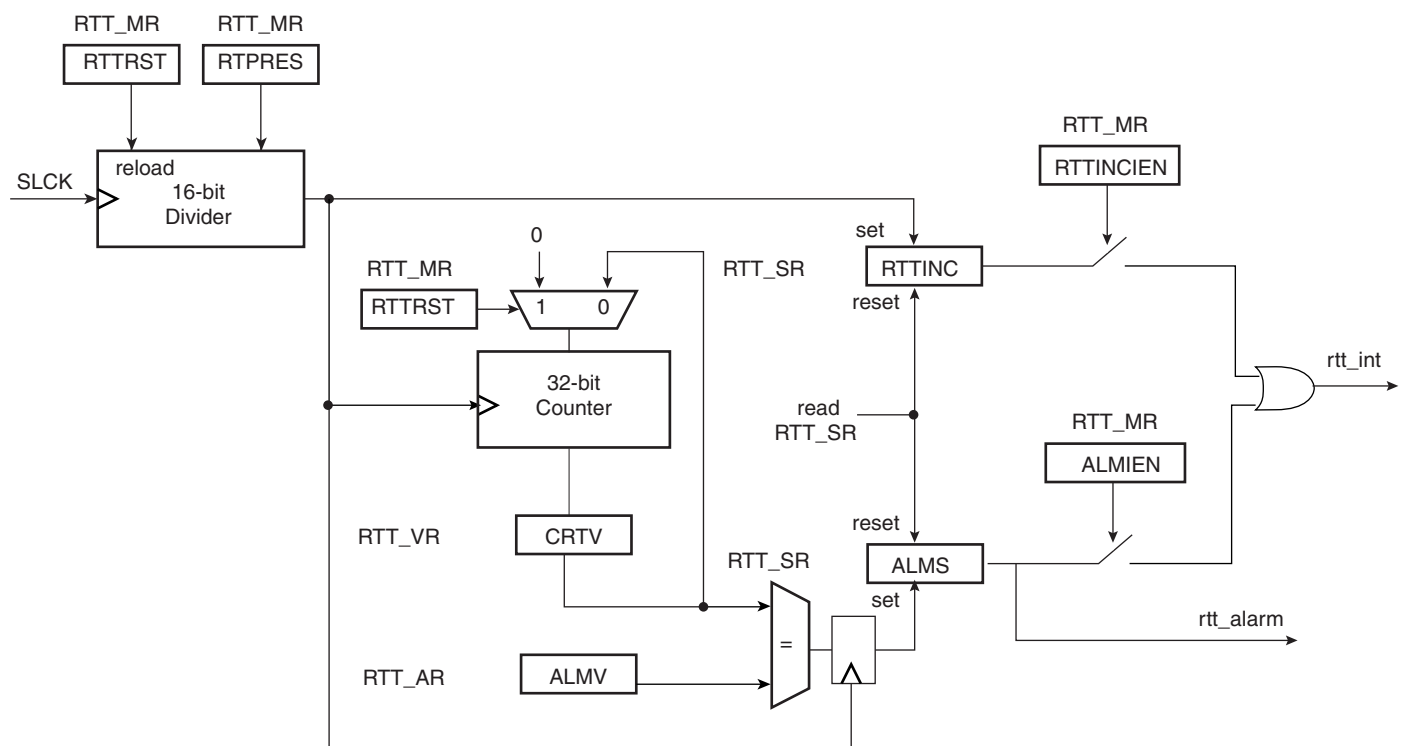 RTT_MR
RTT_MR
RTTRST
RTPRES
RTT_MR
reload
RTTINCIEN
SLCK
16-bit
Divider
0
set
RTT_MR
RTT_SR
RTTINC
RTTRST
1
0
reset
rtt_int
32-bit
Counter
read
RTT_SR
RTT_MR
ALMIEN
reset
RTT_VR
CRTV
RTT_SR
ALMS
set
rtt_alarm
=
RTT_AR
ALMV